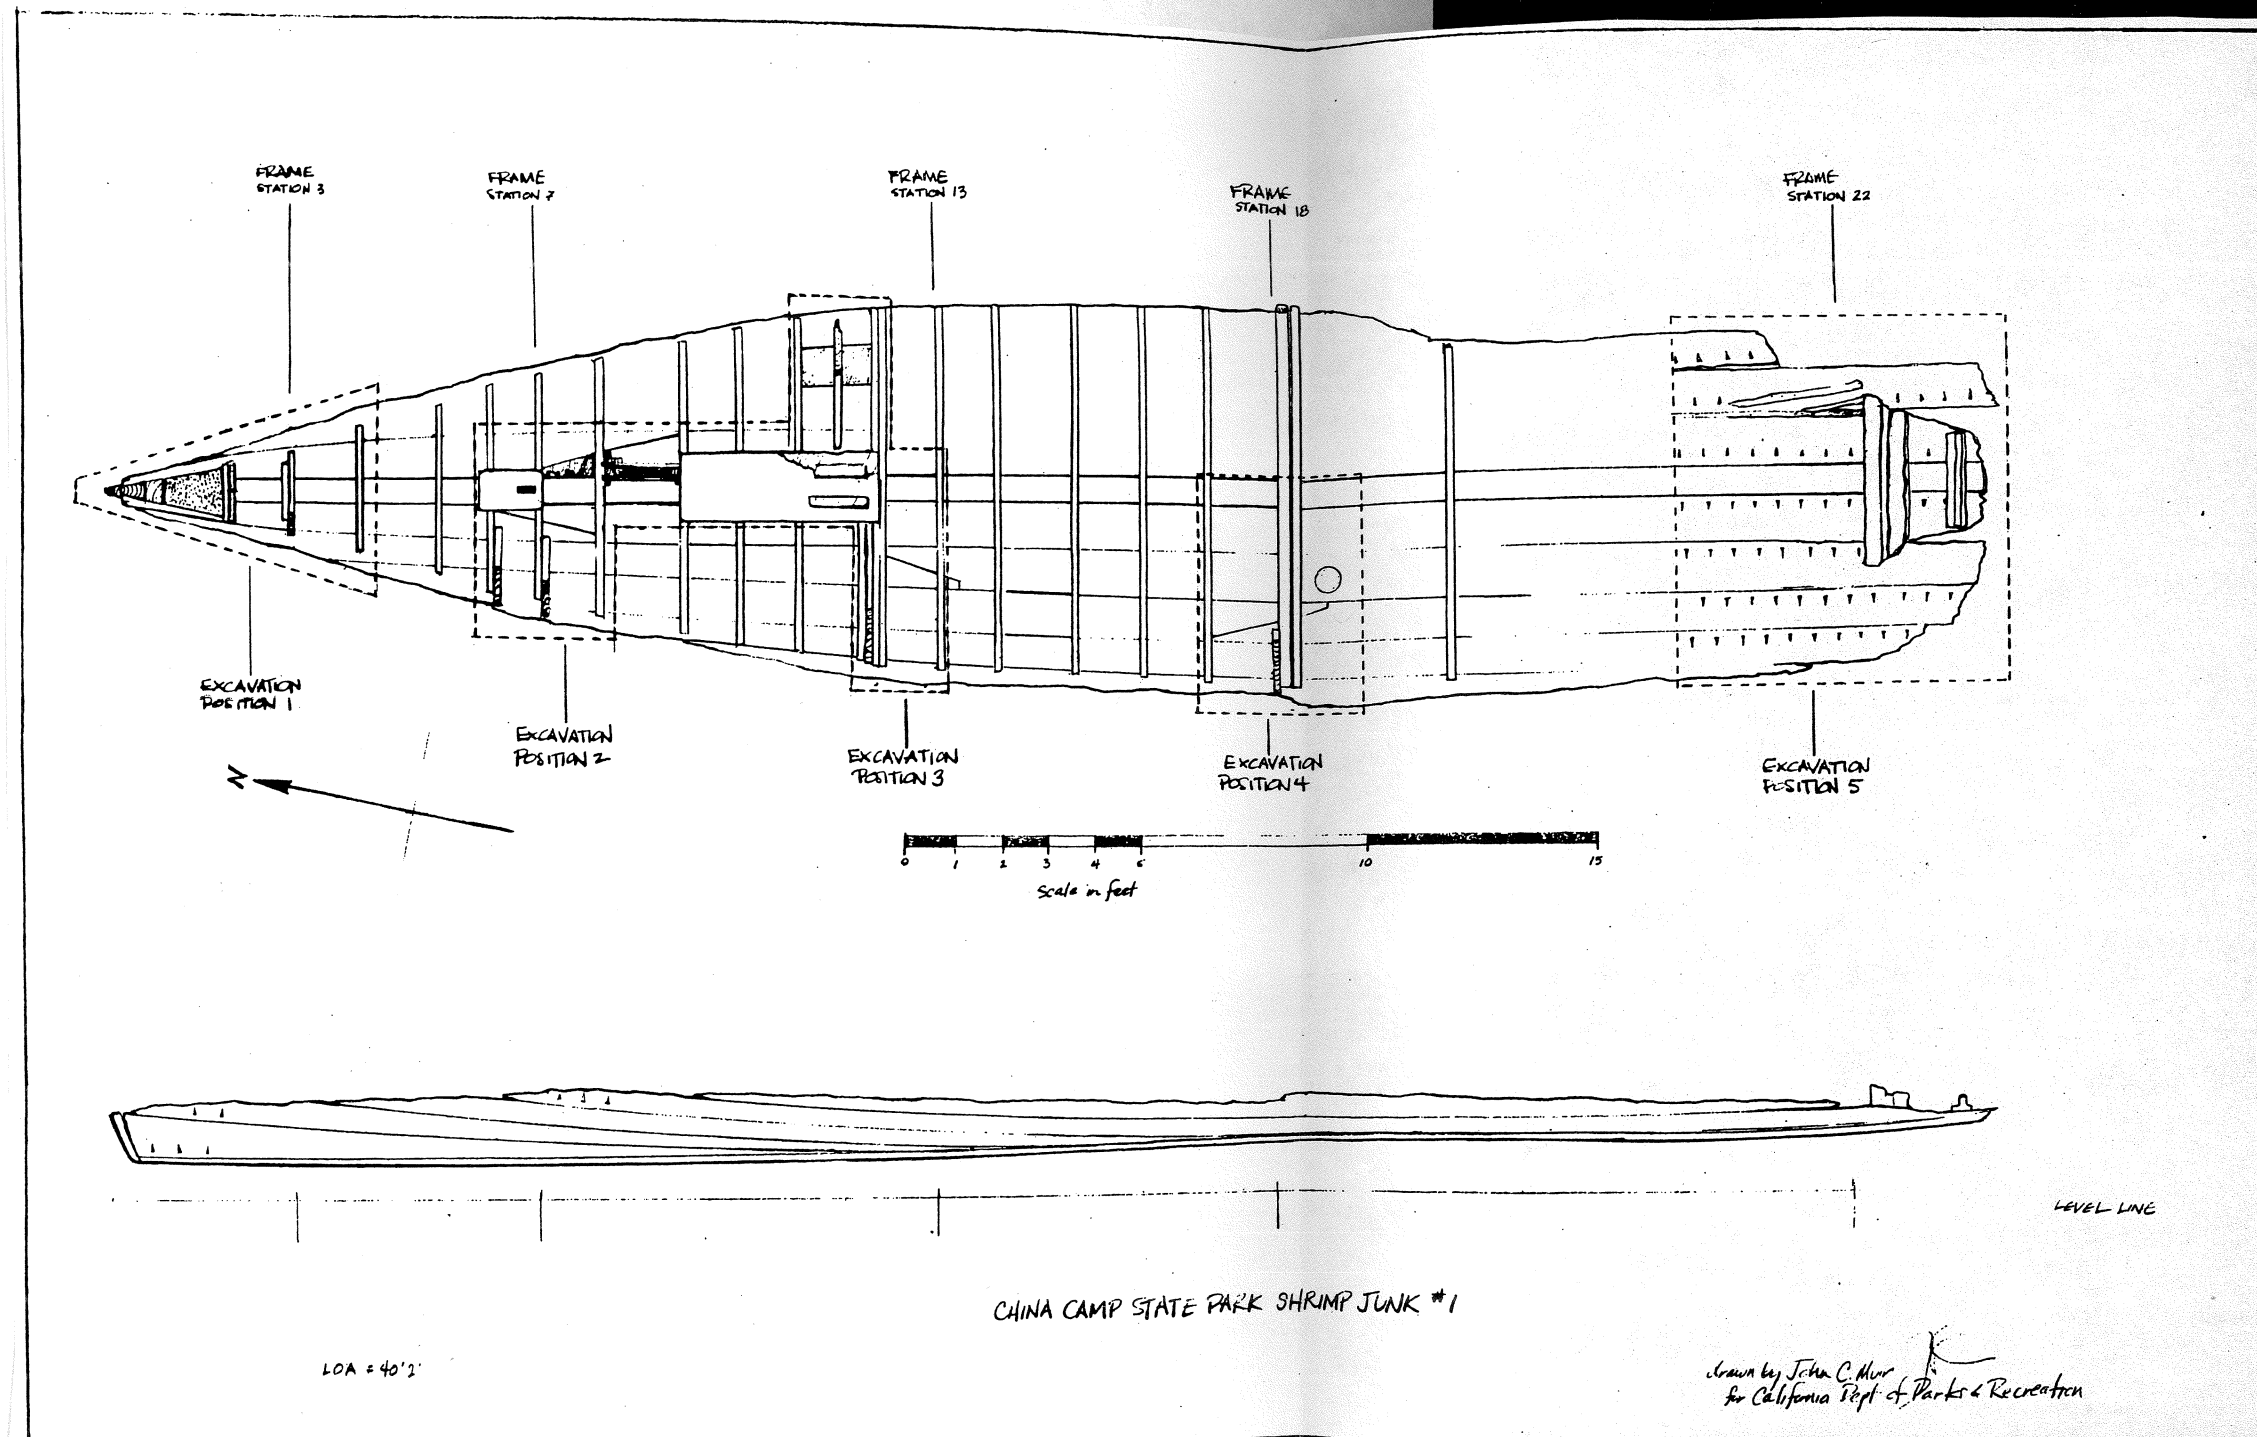 FRAME
STATION 3
FRAME
STATION 7
FRAME
STATION 13
FRAME
STATION 18
FRAME
STATION 22
EXCAVATION
POSITION 1
EXCAVATION
POSITION 2
EXCAVATION
POSITION 3
EXCAVATION
POSITION 4
EXCAVATION
POSITION 5
N
0 1 2 3 4 5 10 15
Scale in feet
LEVEL LINE
CHINA CAMP STATE PARK SHRIMP JUNK #1
LOA = 40'2"
drawn by John C. Muir
for California Dept of Parks & Recreation